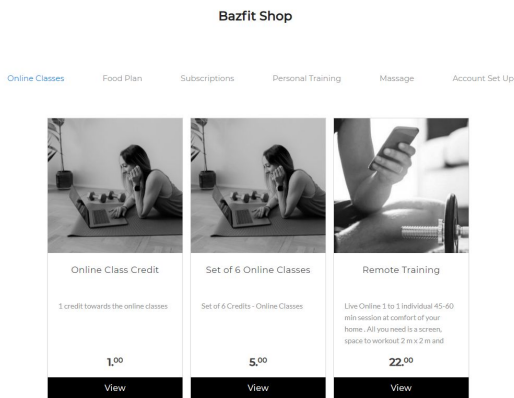 Bazfit Shop
Online Classes Food Plan Subscriptions Personal Training Massage Account Set Up
Online Class Credit Set of 6 Online Classes Remote Training
1 credit towards the online classes
Set of 6 Credits - Online Classes
Live Online 1 to 1 individual 45-60
min session at comfort of your
home . All you need is a screen,
space to workout 2 m x 2 m and
1.00 5.00 22.00
View View View